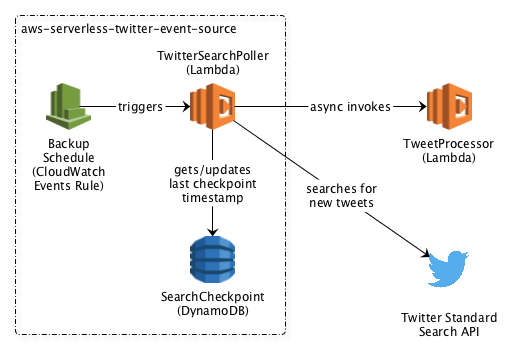 aws-serverless-twitter-event-source
TwitterSearchPoller
(Lambda)
triggers
async invokes
Backup
Schedule
(CloudWatch
Events Rule)
TweetProcessor
(Lambda)
gets/updates
last checkpoint
timestamp
searches for
new tweets
SearchCheckpoint
(DynamoDB)
Twitter Standard
Search API